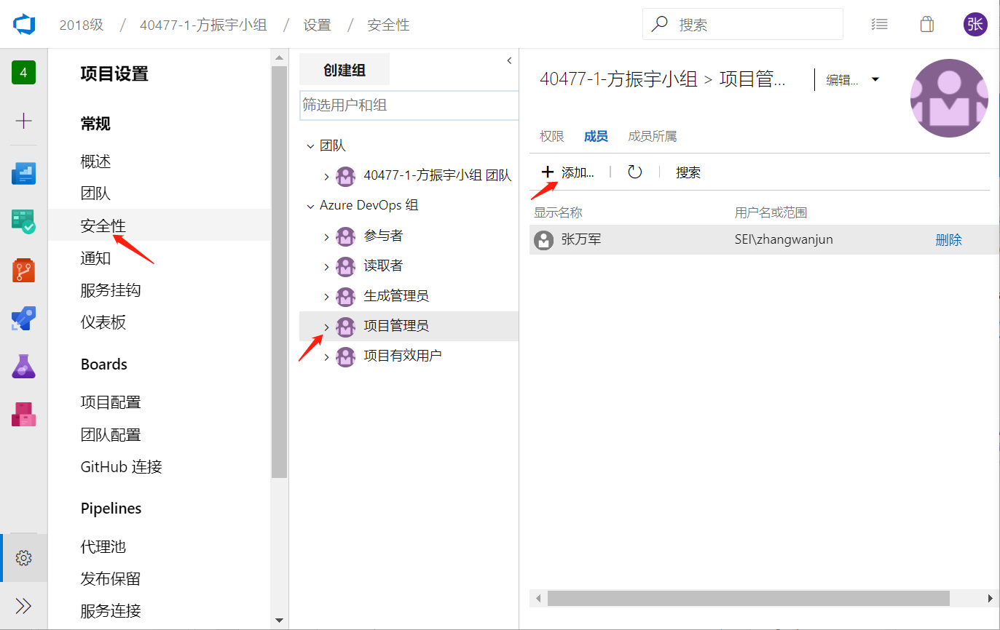 2018级 / 40477-1-方振宇小组 / 设置 / 安全性
搜索
张
4
项目设置
常规
概述
团队
安全性
通知
服务挂钩
仪表板
Boards
项目配置
团队配置
GitHub 连接
Pipelines
代理池
发布保留
服务连接
创建组
筛选用户和组
团队
40477-1-方振宇小组 团队
Azure DevOps 组
参与者
读取者
生成管理员
项目管理员
项目有效用户
40477-1-方振宇小组 > 项目管...
编辑...
权限 成员 成员所属
添加... 搜索
显示名称 用户名或范围
张万军 SEI\zhangwanjun 删除